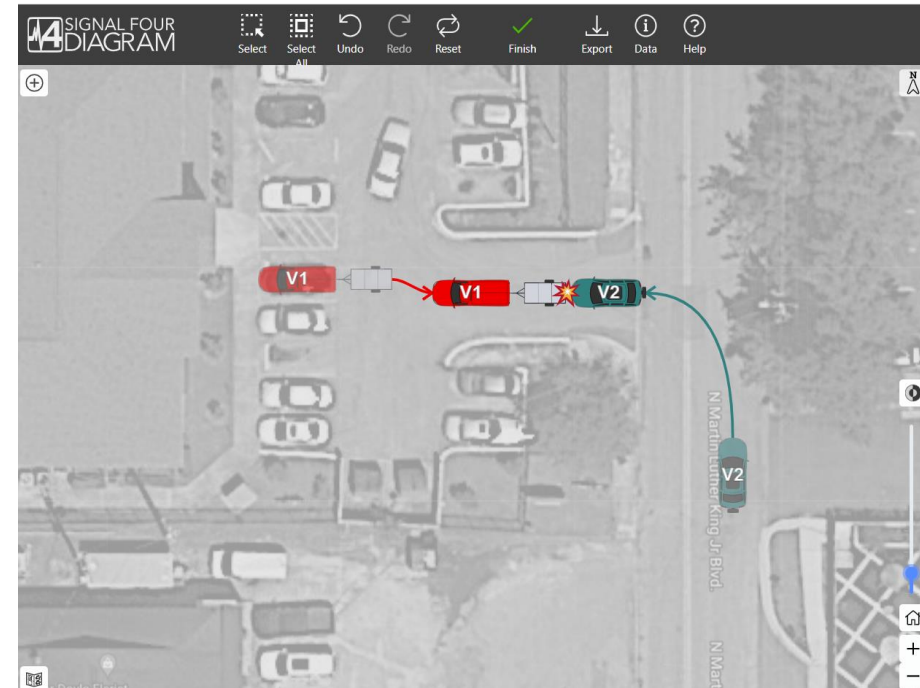 SIGNAL FOUR
DIAGRAM
Select
Select All
Undo
Redo
Reset
Finish
Export
Data
Help
N
V1
V1
V2
N Martin Luther King Jr Blvd.
V2
N Mart